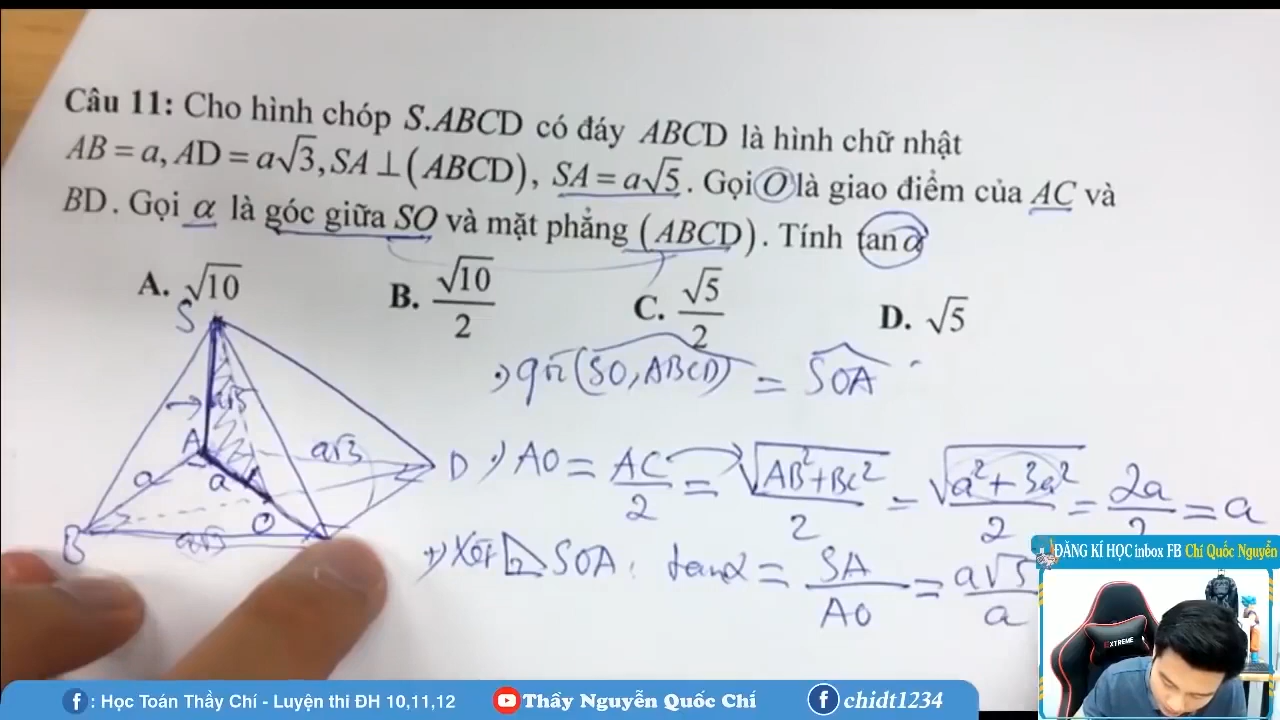 Câu 11: Cho hình chóp S.ABCD có đáy ABCD là hình chữ nhật
AB = a, AD = a√3, SA ⊥ (ABCD), SA = a√5. Gọi O là giao điểm của AC và
BD. Gọi α là góc giữa SO và mặt phẳng (ABCD). Tính tan α
A. √10 B. √10/2 C. √5/2 D. √5
S
A
a√3
a
a
D
B
O
(SO, ABCD) = SOA
AO = AC/2 = √(AB² + BC²)/2 = √(a² + 3a²)/2 = 2a/2 = a
Xét SOA: tanα = SA/AO = a√5/a
ĐĂNG KÍ HỌC inbox FB Chí Quốc Nguyễn
EXTREME
f : Học Toán Thầy Chí - Luyện thi ĐH 10,11,12
Thầy Nguyễn Quốc Chí
f chidt1234